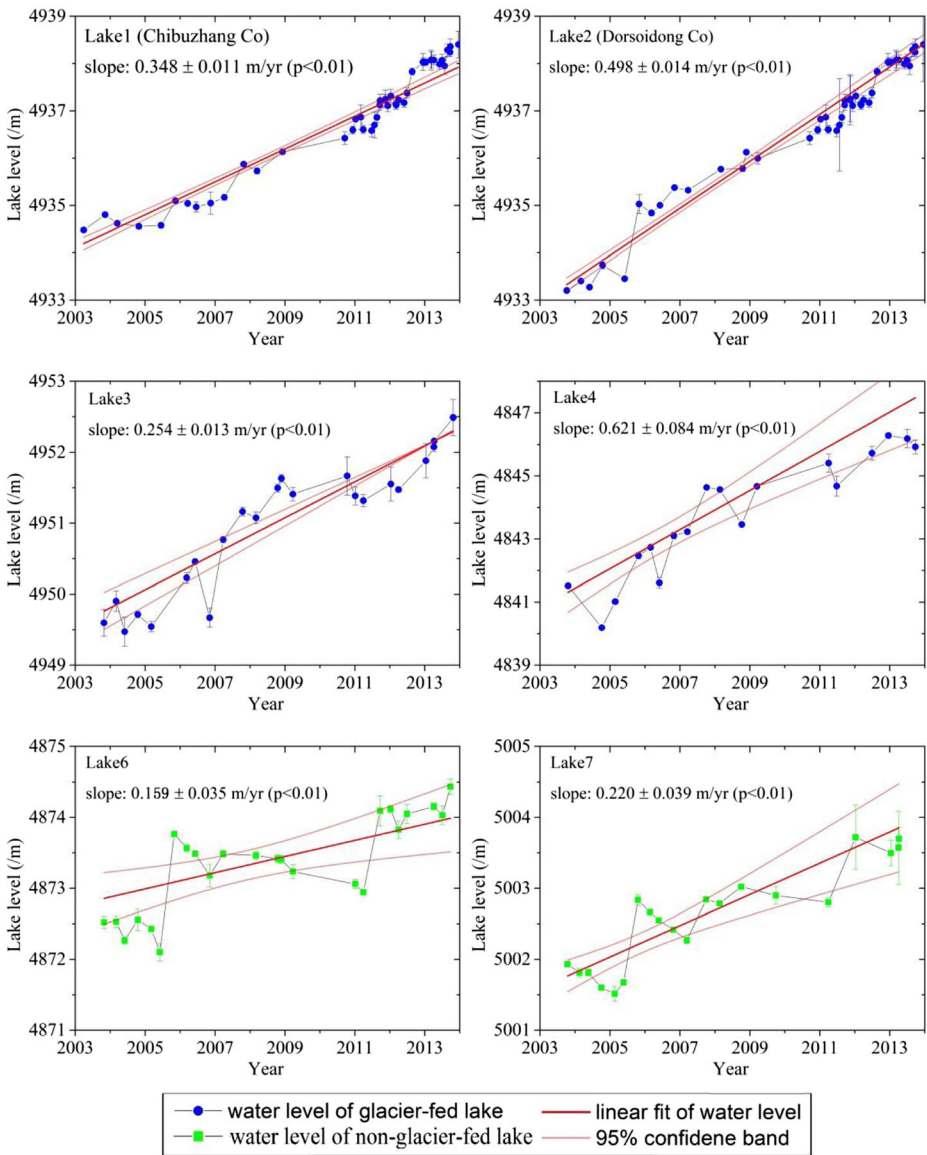 Lake1 (Chibuzhang Co)
slope: 0.348 ± 0.011 m/yr (p<0.01)
Lake level (/m)
4939
4937
4935
4933
2003 2005 2007 2009 2011 2013
Year
Lake2 (Dorsoidong Co)
slope: 0.498 ± 0.014 m/yr (p<0.01)
Lake level (/m)
4939
4937
4935
4933
2003 2005 2007 2009 2011 2013
Year
Lake3
slope: 0.254 ± 0.013 m/yr (p<0.01)
Lake level (/m)
4953
4952
4951
4950
4949
2003 2005 2007 2009 2011 2013
Year
Lake4
slope: 0.621 ± 0.084 m/yr (p<0.01)
Lake level (/m)
4847
4845
4843
4841
4839
2003 2005 2007 2009 2011 2013
Year
Lake6
slope: 0.159 ± 0.035 m/yr (p<0.01)
Lake level (/m)
4875
4874
4873
4872
4871
2003 2005 2007 2009 2011 2013
Year
Lake7
slope: 0.220 ± 0.039 m/yr (p<0.01)
Lake level (/m)
5005
5004
5003
5002
5001
2003 2005 2007 2009 2011 2013
Year
water level of glacier-fed lake
linear fit of water level
water level of non-glacier-fed lake
95% confidene band